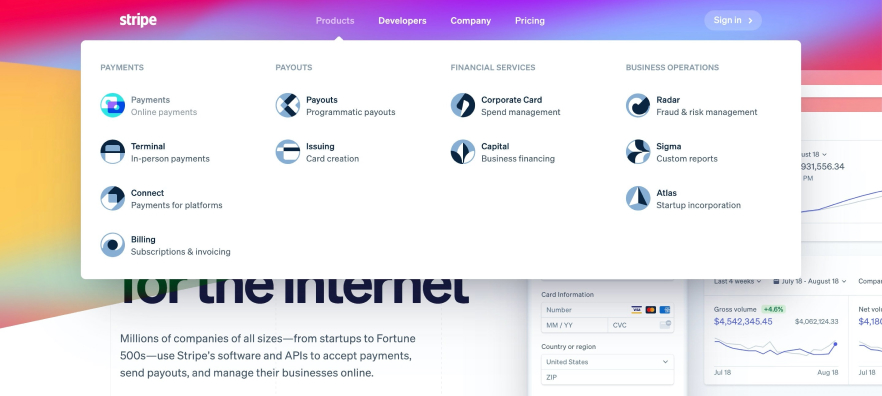 stripe
Products
Developers
Company
Pricing
Sign in
PAYMENTS
Payments
Online payments
Terminal
In-person payments
Connect
Payments for platforms
Billing
Subscriptions & invoicing
PAYOUTS
Payouts
Programmatic payouts
Issuing
Card creation
FINANCIAL SERVICES
Corporate Card
Spend management
Capital
Business financing
BUSINESS OPERATIONS
Radar
Fraud & risk management
Sigma
Custom reports
Atlas
Startup incorporation
ust 18
931,556.34
PM
for the internet
Millions of companies of all sizes—from startups to Fortune
500s—use Stripe's software and APIs to accept payments,
send payouts, and manage their businesses online.
Card Information
Number
VISA
MM / YY
CVC
Country or region
United States
ZIP
Last 4 weeks
July 18 - August 18
Compa
Gross volume
+4.6%
$4,542,345.45
$4,062,124.33
Jul 18
Aug 18
Net volu
$4,180
Jul 18